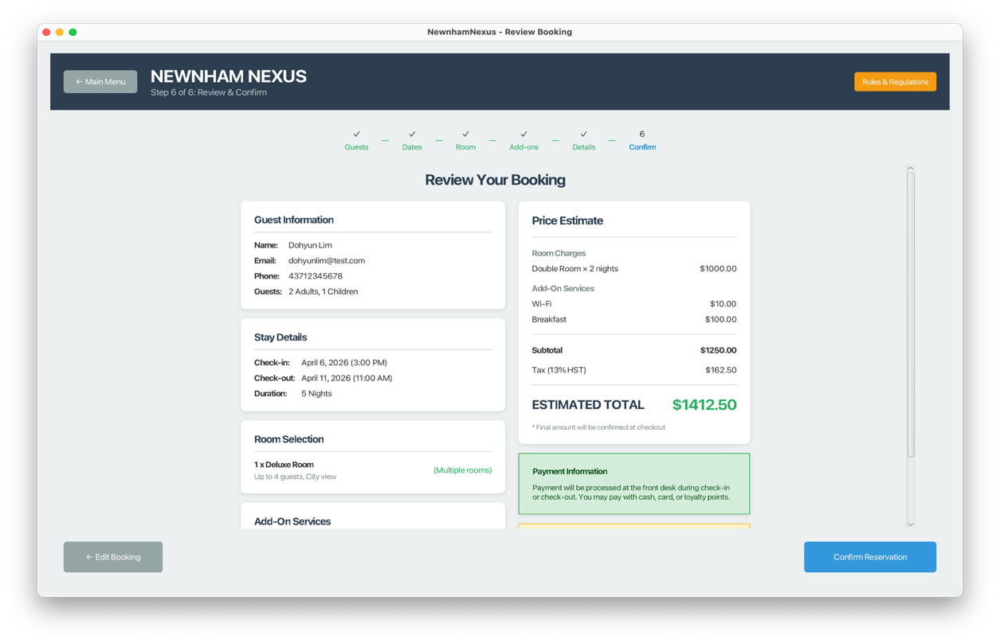 NewnhamNexus - Review Booking
← Main Menu
NEWNHAM NEXUS
Step 6 of 6: Review & Confirm
Rules & Regulations
✓ — ✓ — ✓ — ✓ — ✓ — 6
Guests Dates Room Add-ons Details Confirm
Review Your Booking
Guest Information
Name: Dohyun Lim
Email: dohyunlim@test.com
Phone: 43712345678
Guests: 2 Adults, 1 Children
Stay Details
Check-in: April 6, 2026 (3:00 PM)
Check-out: April 11, 2026 (11:00 AM)
Duration: 5 Nights
Room Selection
1 x Deluxe Room
Up to 4 guests, City view
(Multiple rooms)
Add-On Services
Price Estimate
Room Charges
Double Room × 2 nights $1000.00
Add-On Services
Wi-Fi $10.00
Breakfast $100.00
Subtotal $1250.00
Tax (13% HST) $162.50
ESTIMATED TOTAL $1412.50
* Final amount will be confirmed at checkout
Payment Information
Payment will be processed at the front desk during check-in
or check-out. You may pay with cash, card, or loyalty points.
← Edit Booking
Confirm Reservation